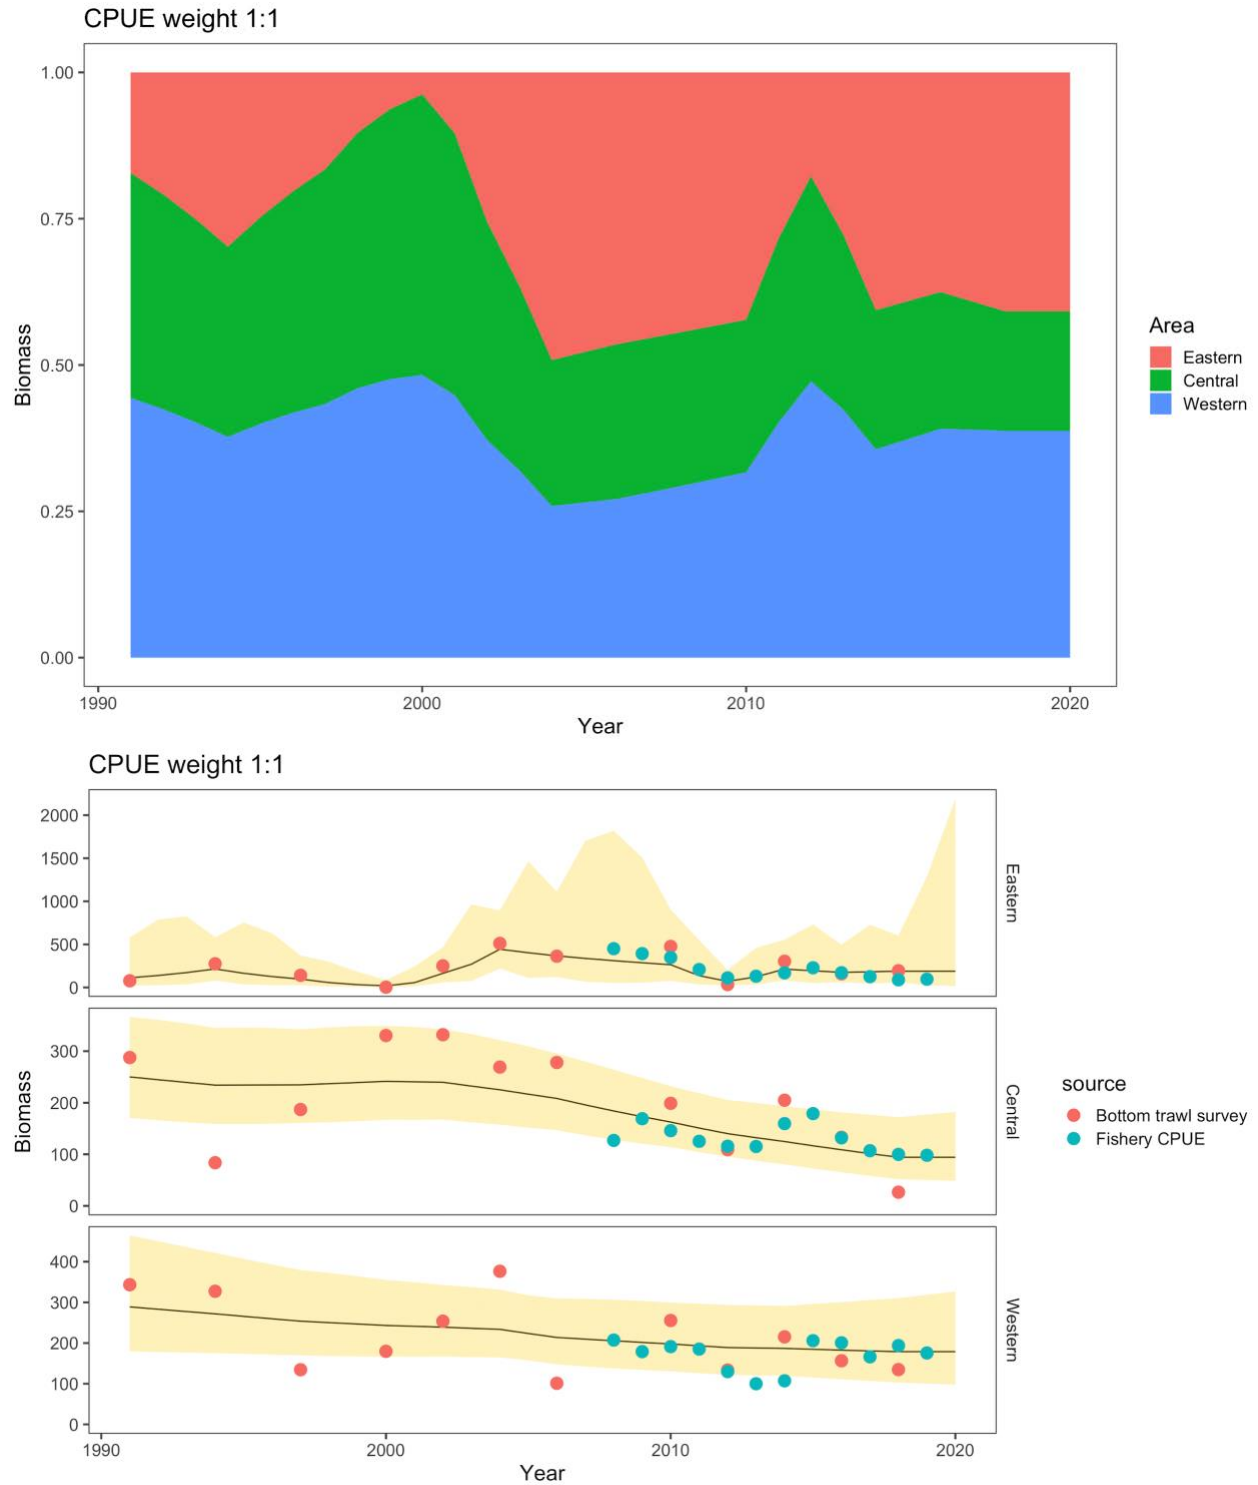 CPUE weight 1:1
1.00
0.75
0.50
0.25
0.00
Biomass
1990 2000 2010 2020
Year
Area
Eastern
Central
Western
CPUE weight 1:1
2000
1500
1000
500
0
Eastern
300
200
100
0
Central
Biomass
400
300
200
100
0
Western
1990 2000 2010 2020
Year
source
Bottom trawl survey
Fishery CPUE